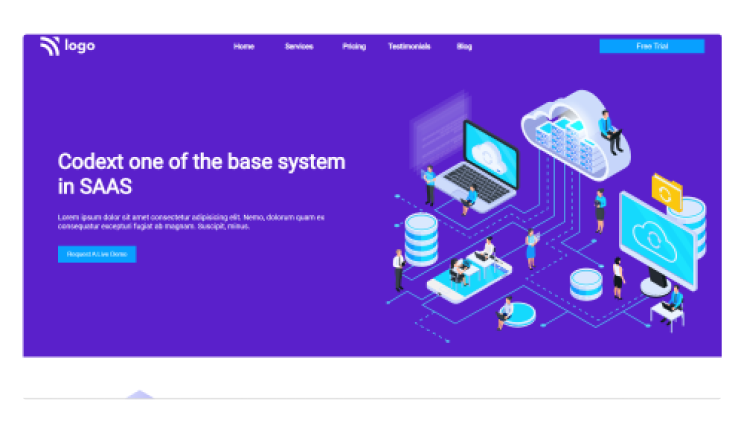 logo
Home Services Pricing Testimonials Blog
Free Trial
Codext one of the base system
in SAAS
Lorem ipsum dolor sit amet consectetur adipisicing elit. Nemo, dolorum quam ex
consequatur excepturi fugiat ab magnam. Suscipit, minus.
Request A Live Demo